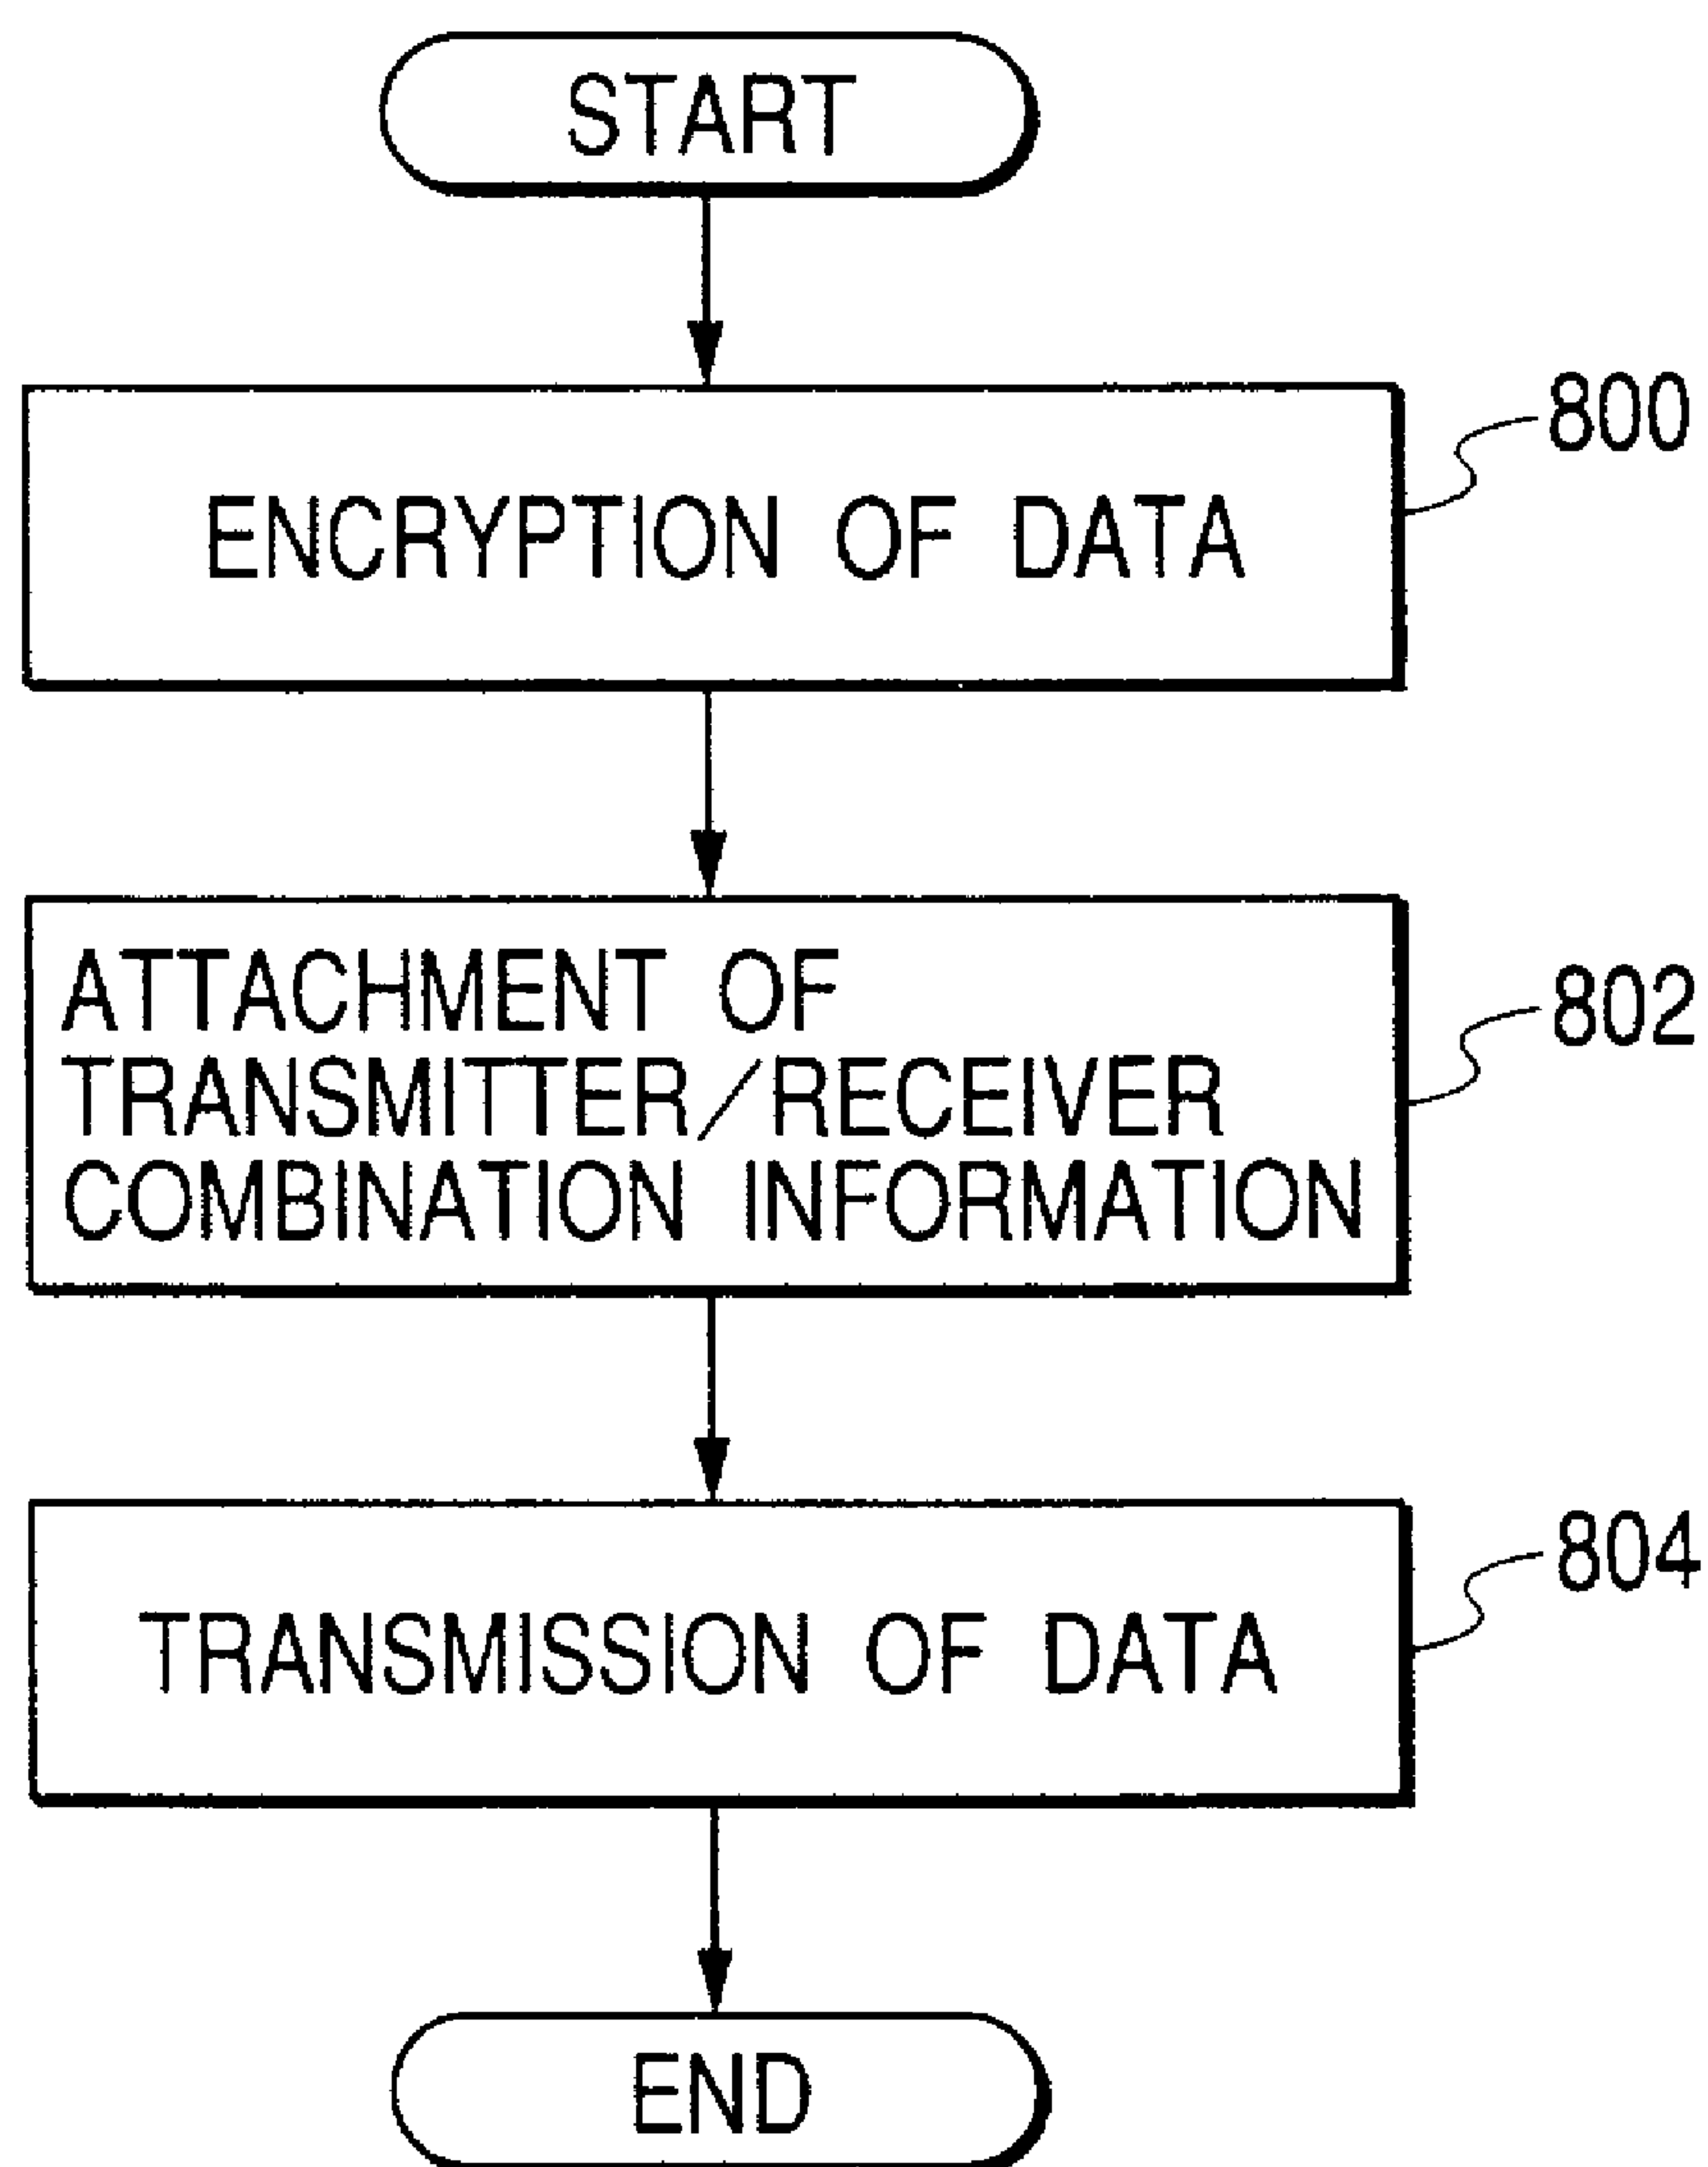 START
800
ENCRYPTION OF DATA
ATTACHMENT OF
802
TRANSMITTER/RECEIVER
COMBINATION INFORMATION
804
TRANSMISSION OF DATA
END